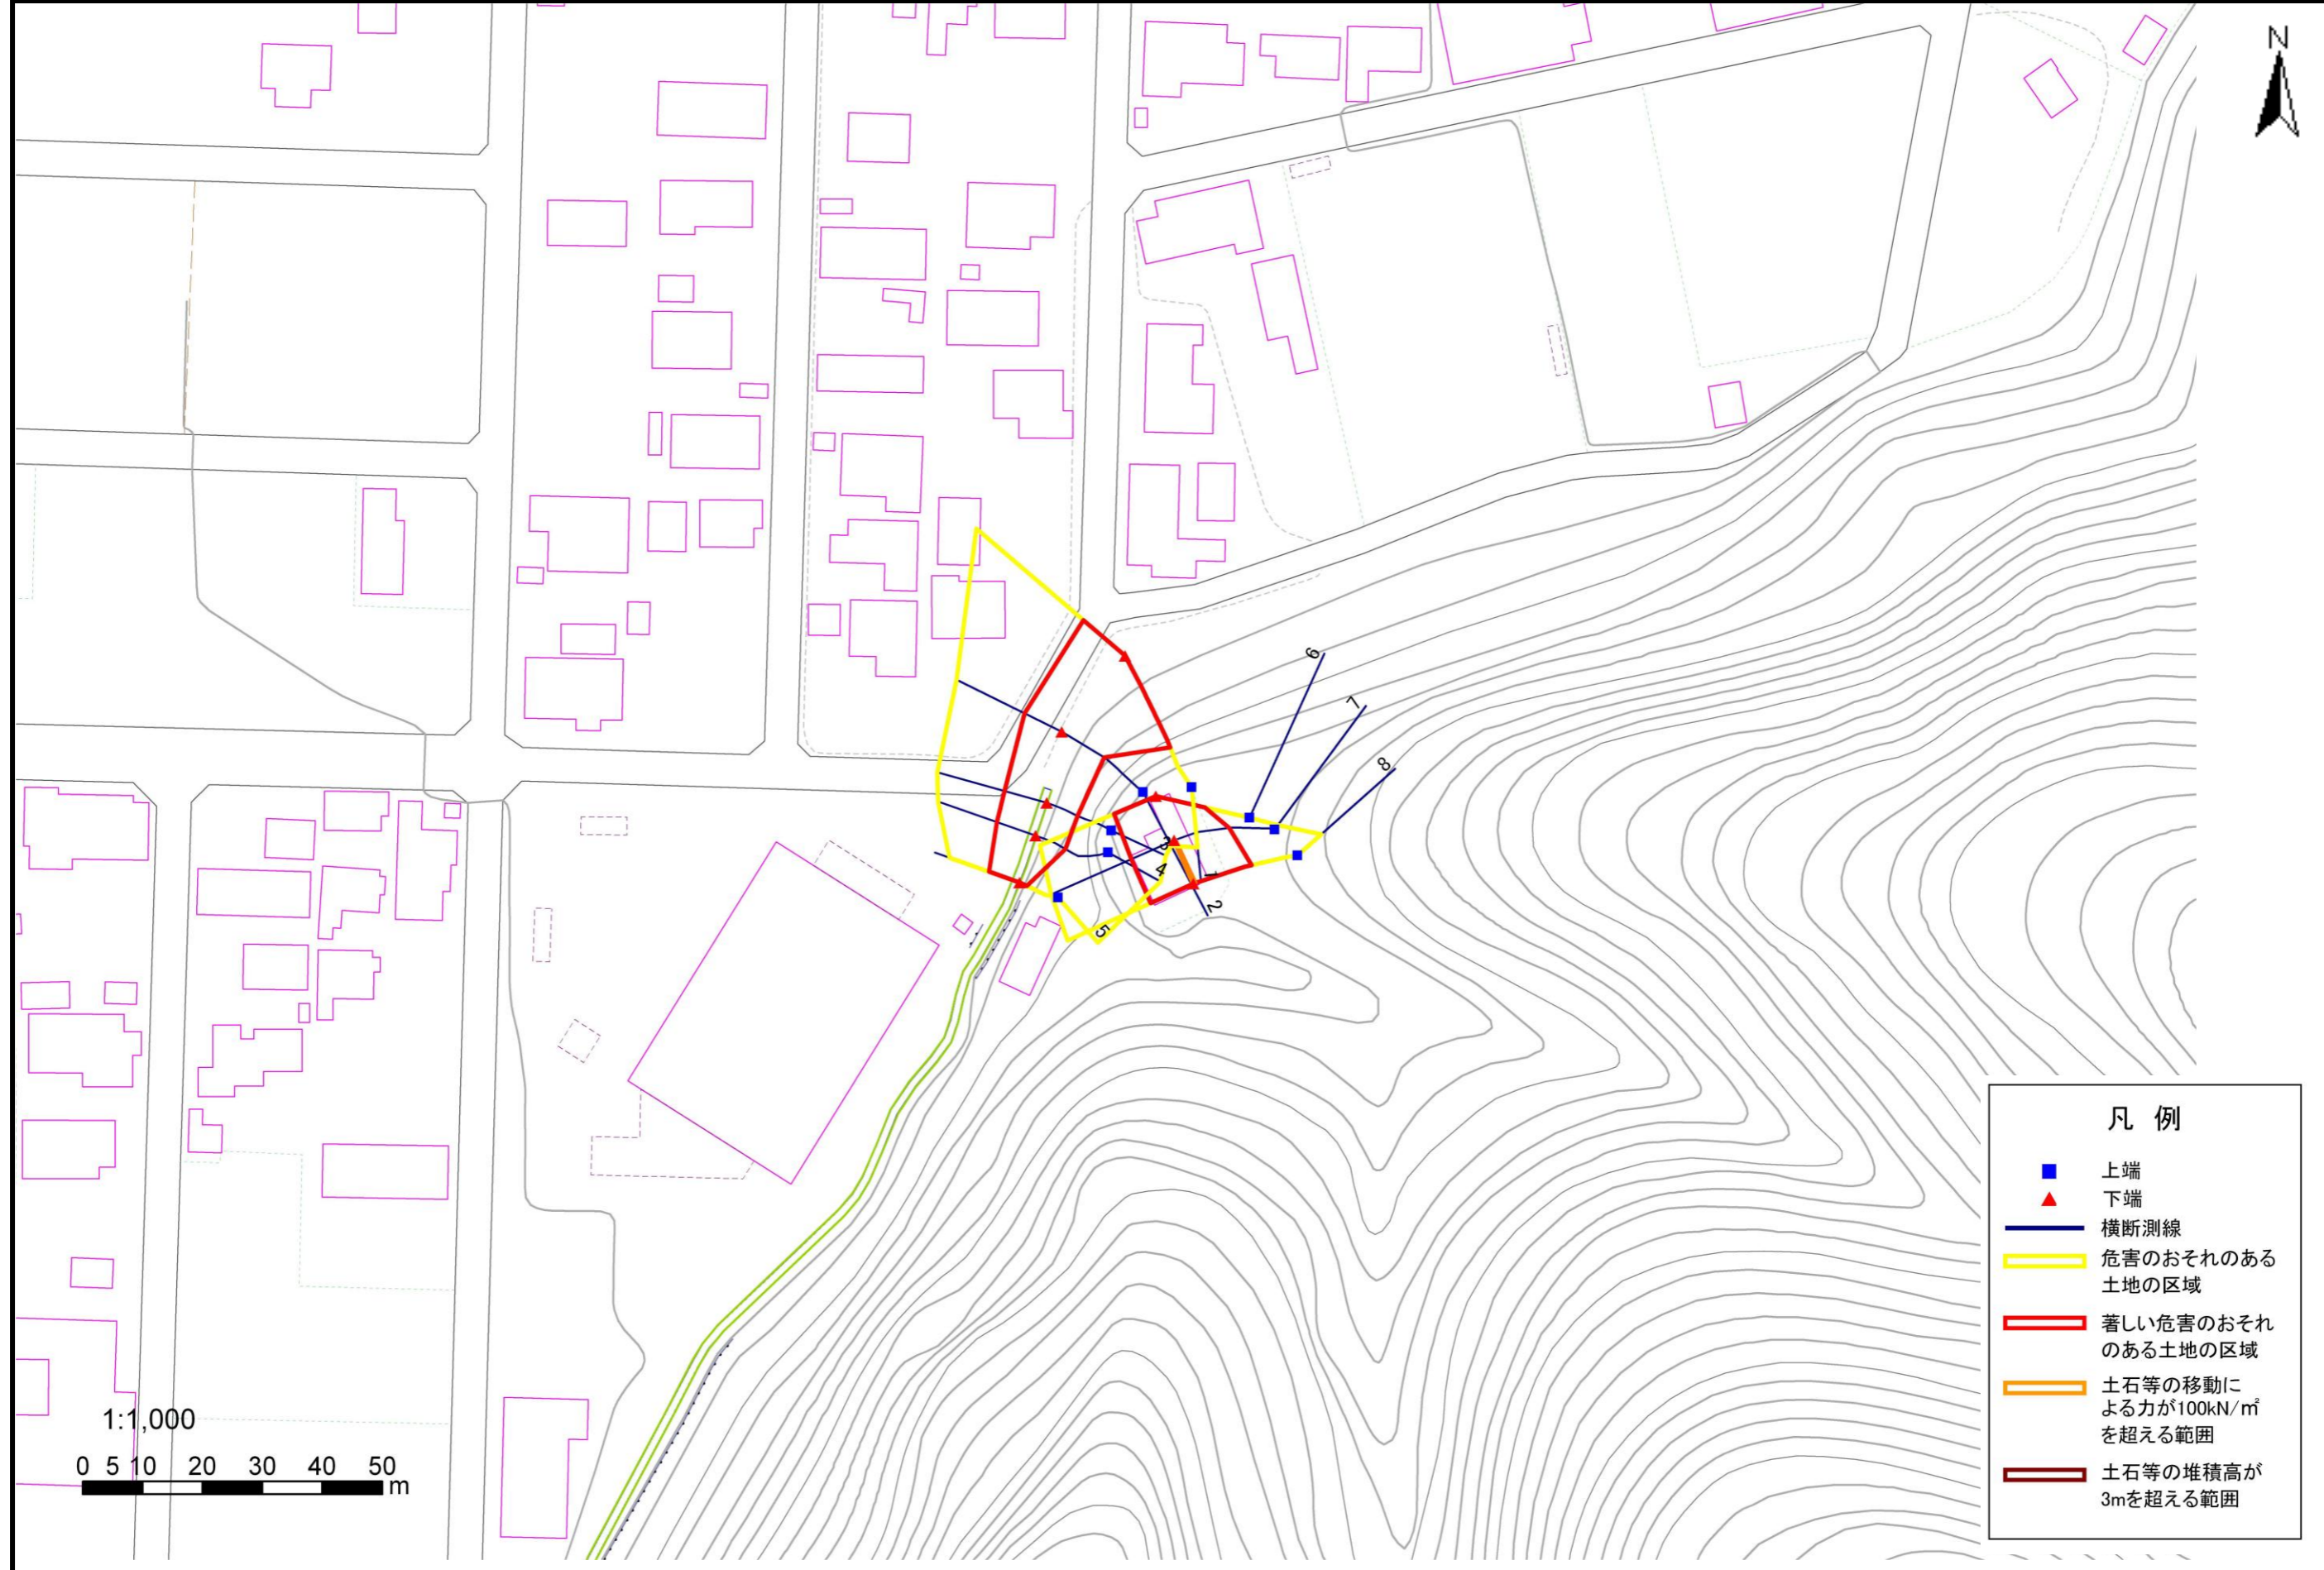 N
6
7
8
3
4
1
2
5
凡 例
上端
下端
横断測線
危害のおそれのある
土地の区域
著しい危害のおそれ
のある土地の区域
土石等の移動に
よる力が100kN/㎡
を超える範囲
土石等の堆積高が
3mを超える範囲
1:1,000
0 5 10 20 30 40 50
m